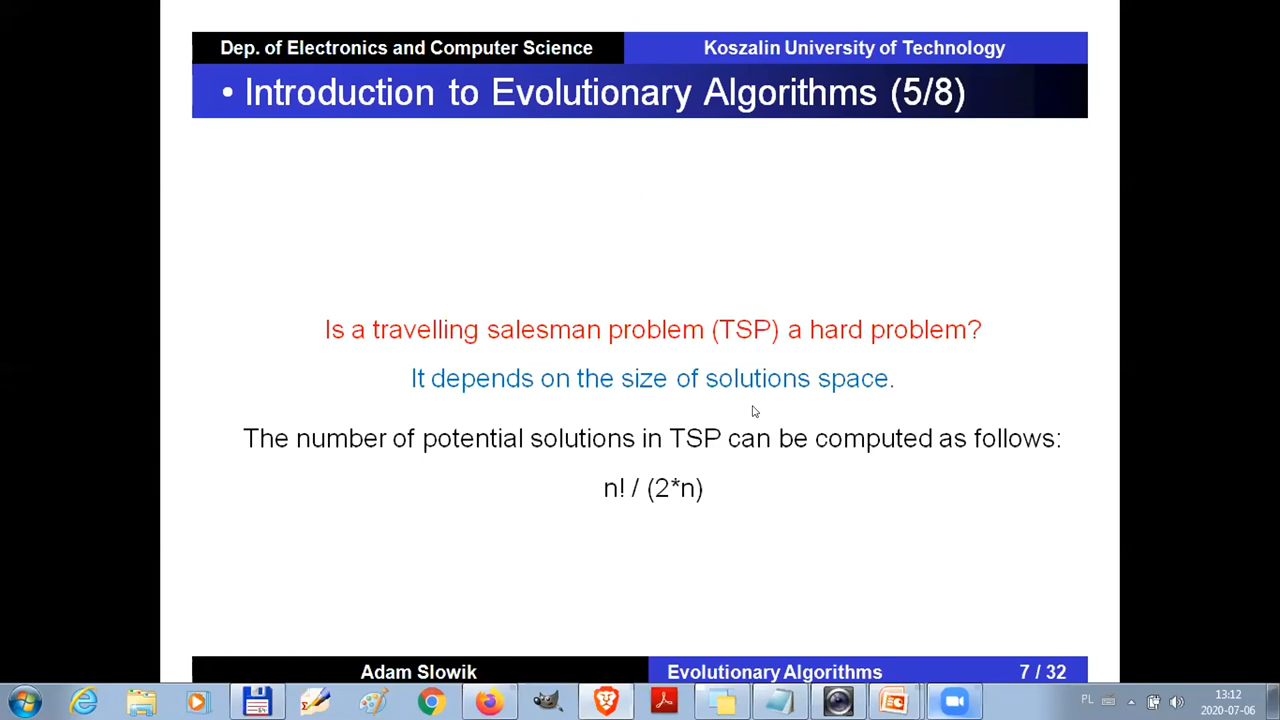 Dep. of Electronics and Computer Science
Koszalin University of Technology
• Introduction to Evolutionary Algorithms (5/8)
Is a travelling salesman problem (TSP) a hard problem?
It depends on the size of solutions space.
The number of potential solutions in TSP can be computed as follows:
n! / (2*n)
Adam Slowik
Evolutionary Algorithms
7 / 32
PL
13:12
2020-07-06